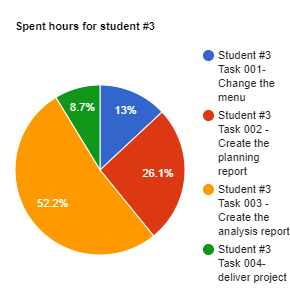 Spent hours for student #3
8.7%
13%
26.1%
52.2%
Student #3
Task 001-
Change the
menu
Student #3
Task 002 -
Create the
planning
report
Student #3
Task 003 -
Create the
analysis report
Student #3
Task 004-
deliver project